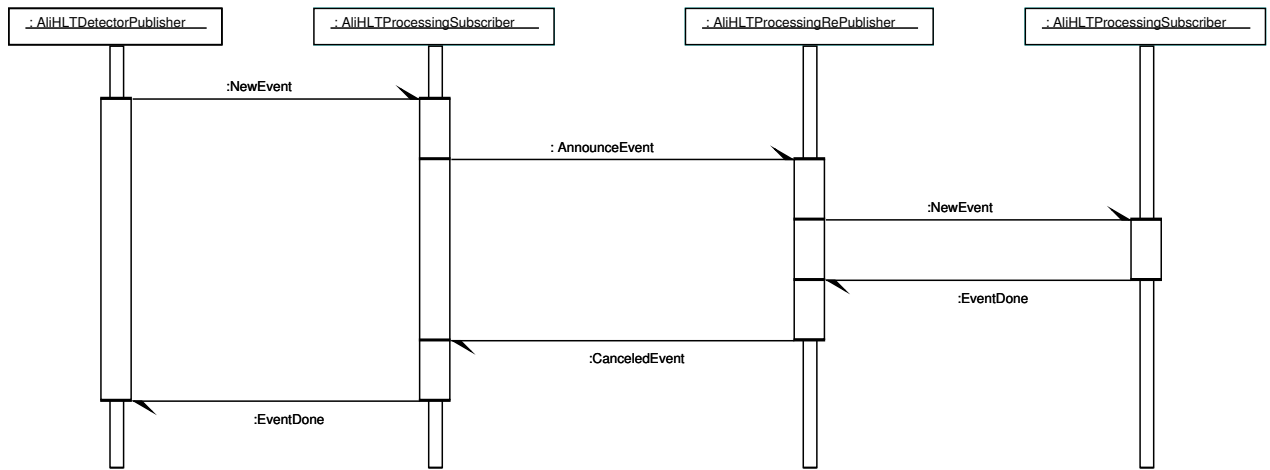 : AliHLTDetectorPublisher
: AliHLTProcessingSubscriber
: AliHLTProcessingRePublisher
: AliHLTProcessingSubscriber
:NewEvent
: AnnounceEvent
:NewEvent
:EventDone
:CanceledEvent
:EventDone